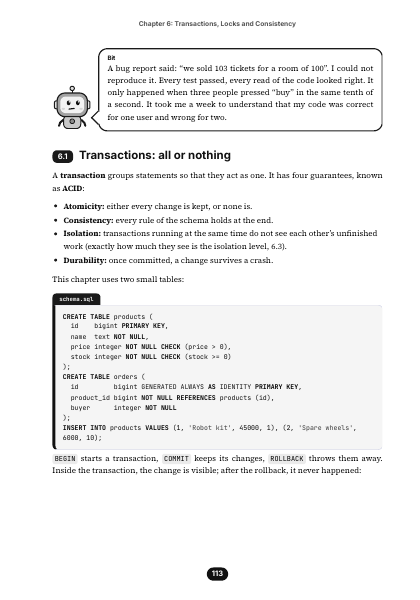 Chapter 6: Transactions, Locks and Consistency
Bit
A bug report said: “we sold 103 tickets for a room of 100”. I could not
reproduce it. Every test passed, every read of the code looked right. It
only happened when three people pressed “buy” in the same tenth of
a second. It took me a week to understand that my code was correct
for one user and wrong for two.
6.1 Transactions: all or nothing
A transaction groups statements so that they act as one. It has four guarantees, known
as ACID:
• Atomicity: either every change is kept, or none is.
• Consistency: every rule of the schema holds at the end.
• Isolation: transactions running at the same time do not see each other’s unfinished
work (exactly how much they see is the isolation level, 6.3).
• Durability: once committed, a change survives a crash.
This chapter uses two small tables:
schema.sql
CREATE TABLE products (
id bigint PRIMARY KEY,
name text NOT NULL,
price integer NOT NULL CHECK (price > 0),
stock integer NOT NULL CHECK (stock >= 0)
);
CREATE TABLE orders (
id bigint GENERATED ALWAYS AS IDENTITY PRIMARY KEY,
product_id bigint NOT NULL REFERENCES products (id),
buyer integer NOT NULL
);
INSERT INTO products VALUES (1, 'Robot kit', 45000, 1), (2, 'Spare wheels',
6000, 10);
BEGIN starts a transaction, COMMIT keeps its changes, ROLLBACK throws them away.
Inside the transaction, the change is visible; after the rollback, it never happened:
113